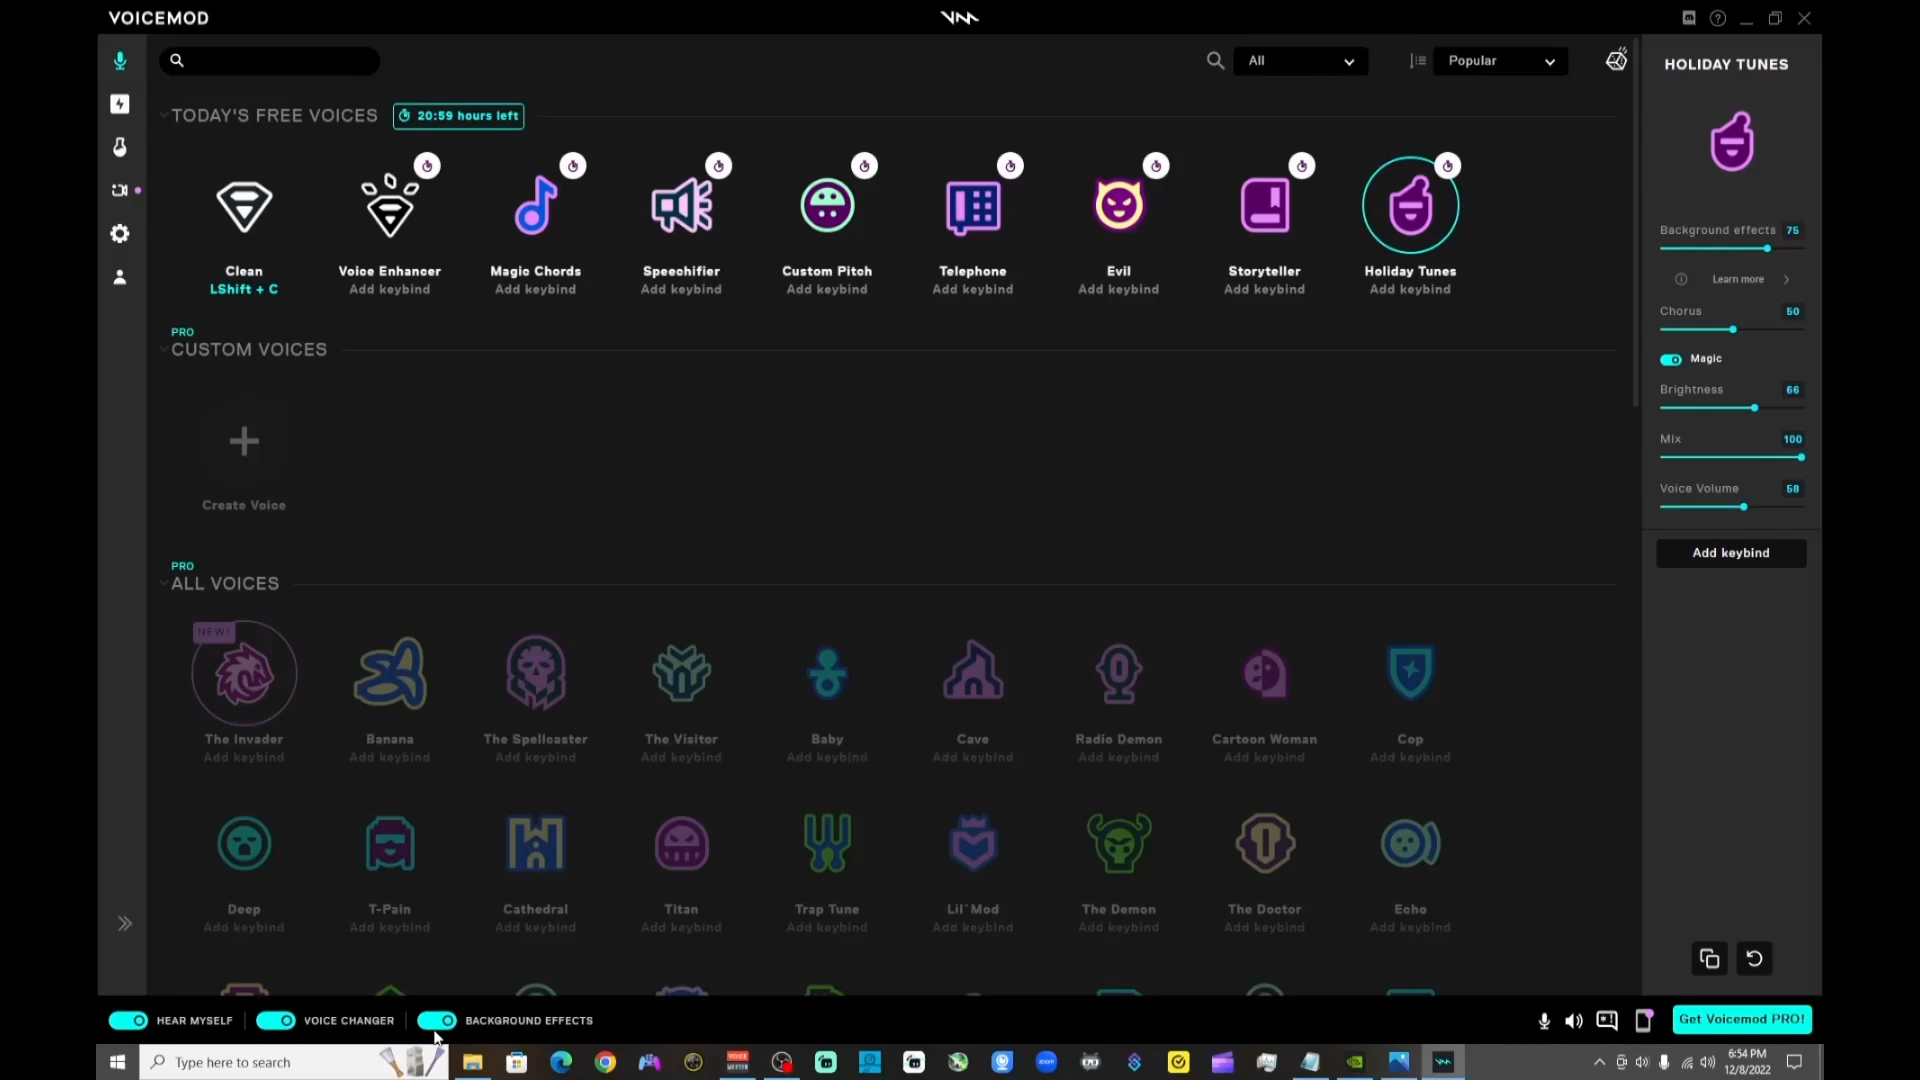 VOICEMOD
All
Popular
HOLIDAY TUNES
TODAY'S FREE VOICES
20:59 hours left
Clean
LShift + C
Voice Enhancer
Add keybind
Magic Chords
Add keybind
Speechifier
Add keybind
Custom Pitch
Add keybind
Telephone
Add keybind
Evil
Add keybind
Storyteller
Add keybind
Holiday Tunes
Add keybind
Background effects 75
Learn more
Chorus 50
Magic
Brightness 66
Mix 100
Voice Volume 58
Add keybind
PRO
CUSTOM VOICES
Create Voice
PRO
ALL VOICES
NEW!
The Invader
Add keybind
Banana
Add keybind
The Spellcaster
Add keybind
The Visitor
Add keybind
Baby
Add keybind
Cave
Add keybind
Radio Demon
Add keybind
Cartoon Woman
Add keybind
Cop
Add keybind
Deep
Add keybind
T-Pain
Add keybind
Cathedral
Add keybind
Titan
Add keybind
Trap Tune
Add keybind
Lil´Mod
Add keybind
The Demon
Add keybind
The Doctor
Add keybind
Echo
Add keybind
HEAR MYSELF
VOICE CHANGER
BACKGROUND EFFECTS
Get Voicemod PRO!
Type here to search
zoom
6:54 PM
12/8/2022